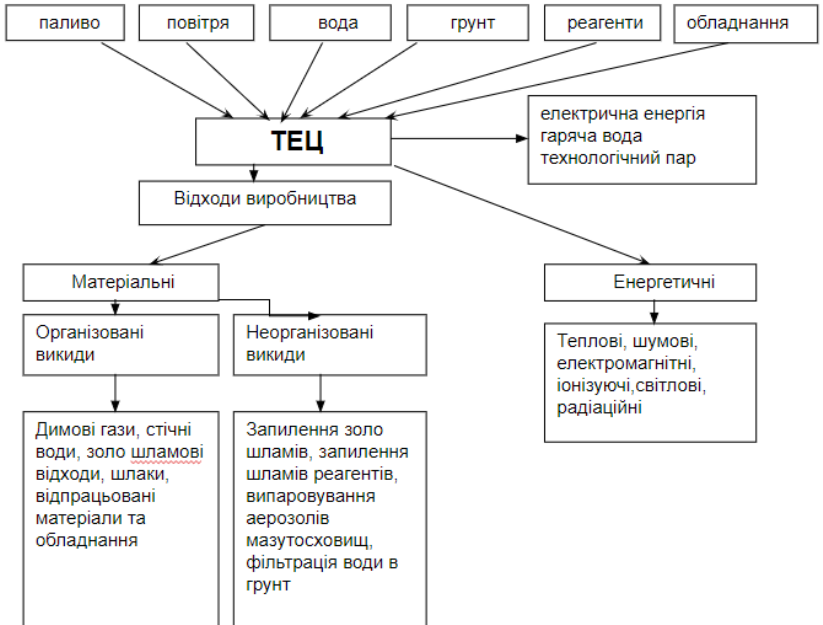 паливо
повітря
вода
грунт
реагенти
обладнання
ТЕЦ
електрична енергія
гаряча вода
технологічний пар
Відходи виробництва
Матеріальні
Енергетичні
Організовані
викиди
Неорганізовані
викиди
Теплові, шумові,
електромагнітні,
іонізуючі,світлові,
радіаційні
Димові гази, стічні
води, золо шламові
відходи, шлаки,
відпрацьовані
матеріали та
обладнання
Запилення золо
шламів, запилення
шламів реагентів,
випаровування
аерозолів
мазутосховищ,
фільтрація води в
грунт